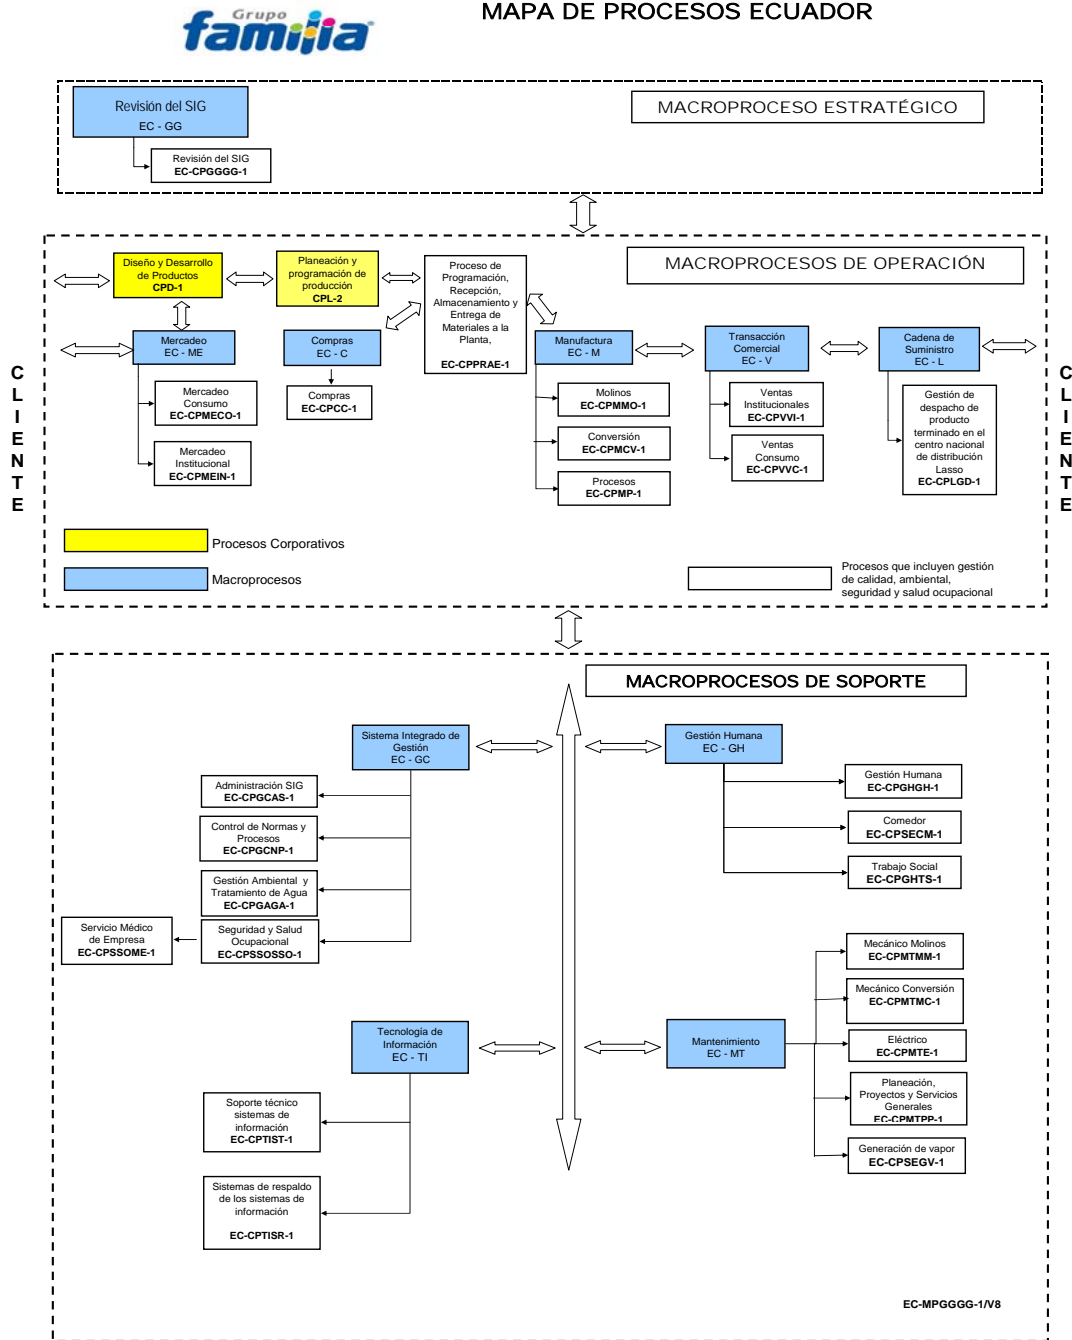 Grupo
familia
MAPA DE PROCESOS ECUADOR
Revisión del SIG
EC - GG
MACROPROCESO ESTRATÉGICO
Revisión del SIG
EC-CPGGGG-1
MACROPROCESOS DE OPERACIÓN
Diseño y Desarrollo
de Productos
CPD-1
Planeación y
programación de
producción
CPL-2
Proceso de
Programación,
Recepción,
Almacenamiento y
Entrega de
Materiales a la
Planta,
EC-CPPRAE-1
Mercadeo
EC - ME
Compras
EC - C
Manufactura
EC - M
Transacción
Comercial
EC - V
Cadena de
Suministro
EC - L
Mercadeo
Consumo
EC-CPMECO-1
Mercadeo
Institucional
EC-CPMEIN-1
Compras
EC-CPCC-1
Molinos
EC-CPMMO-1
Conversión
EC-CPMCV-1
Procesos
EC-CPMP-1
Ventas
Institucionales
EC-CPVVI-1
Ventas
Consumo
EC-CPVVC-1
Gestión de
despacho de
producto
terminado en el
centro nacional
de distribución
Lasso
EC-CPLGD-1
CLIENTE
CLIENTE
Procesos Corporativos
Macroprocesos
Procesos que incluyen gestión
de calidad, ambiental,
seguridad y salud ocupacional
MACROPROCESOS DE SOPORTE
Sistema Integrado de
Gestión
EC - GC
Administración SIG
EC-CPGCAS-1
Control de Normas y
Procesos
EC-CPGCNP-1
Gestión Ambiental y
Tratamiento de Agua
EC-CPGAGA-1
Seguridad y Salud
Ocupacional
EC-CPSSOSSO-1
Servicio Médico
de Empresa
EC-CPSSOME-1
Gestión Humana
EC - GH
Gestión Humana
EC-CPGHGH-1
Comedor
EC-CPSECM-1
Trabajo Social
EC-CPGHTS-1
Tecnología de
Información
EC - TI
Soporte técnico
sistemas de
información
EC-CPTIST-1
Sistemas de respaldo
de los sistemas de
información
EC-CPTISR-1
Mantenimiento
EC - MT
Mecánico Molinos
EC-CPMTMM-1
Mecánico Conversión
EC-CPMTMC-1
Eléctrico
EC-CPMTE-1
Planeación,
Proyectos y Servicios
Generales
EC-CPMTPP-1
Generación de vapor
EC-CPSEGV-1
EC-MPGGGG-1/V8